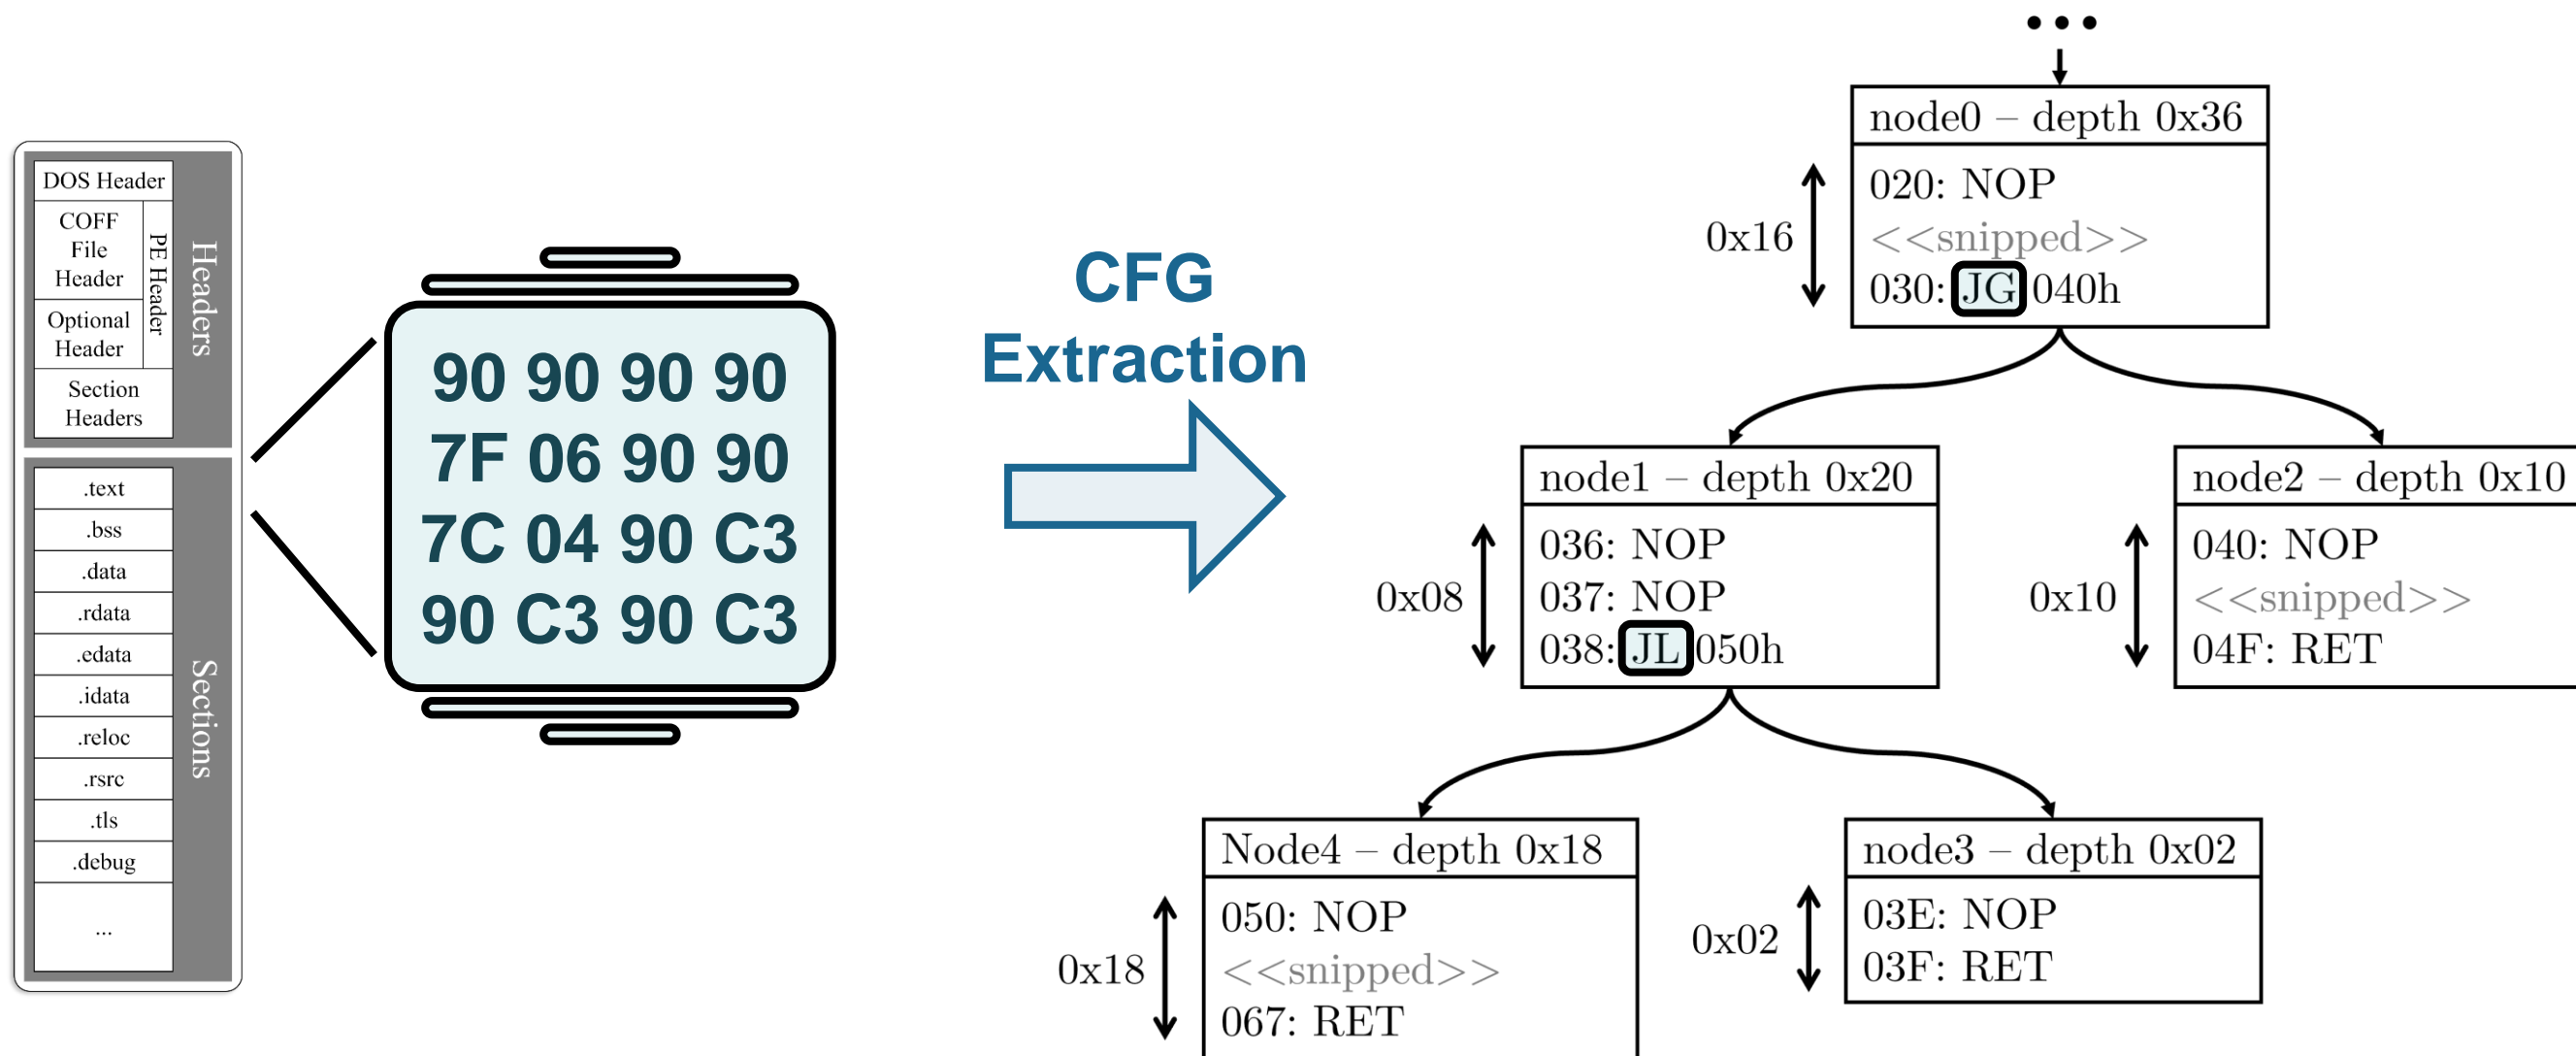 DOS Header
COFF
File
Header
Optional
Header
PE Header
Section
Headers
Headers
.text
.bss
.data
.rdata
.edata
.idata
.reloc
.rsrc
.tls
.debug
...
Sections
90 90 90 90
7F 06 90 90
7C 04 90 C3
90 C3 90 C3
CFG
Extraction
node0 – depth 0x36
0x16
020: NOP
<<snipped>>
030: JG 040h
node1 – depth 0x20
0x08
036: NOP
037: NOP
038: JL 050h
node2 – depth 0x10
0x10
040: NOP
<<snipped>>
04F: RET
Node4 – depth 0x18
0x18
050: NOP
<<snipped>>
067: RET
node3 – depth 0x02
0x02
03E: NOP
03F: RET